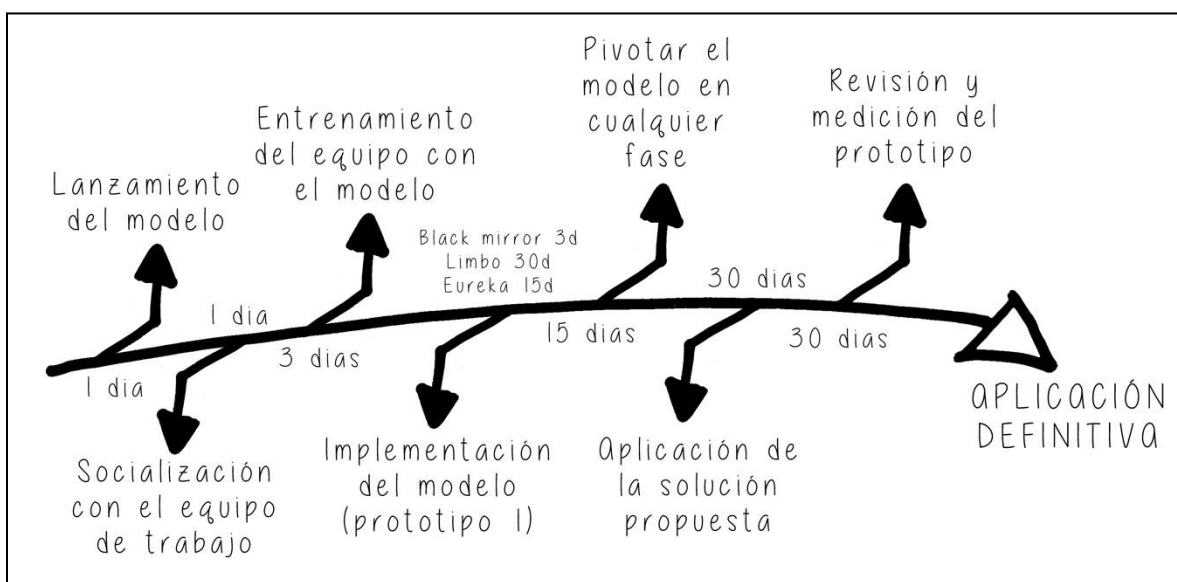 Lanzamiento
del modelo
Entrenamiento
del equipo con
el modelo
Pivotar el
modelo en
cualquier
fase
Revisión y
medición del
prototipo
Black mirror 3d
Limbo 30d
Eureka 15d
1 dia
1 dia
3 dias
15 dias
30 dias
30 dias
Socialización
con el equipo
de trabajo
Implementación
del modelo
(prototipo 1)
Aplicación de
la solución
propuesta
APLICACIÓN
DEFINITIVA